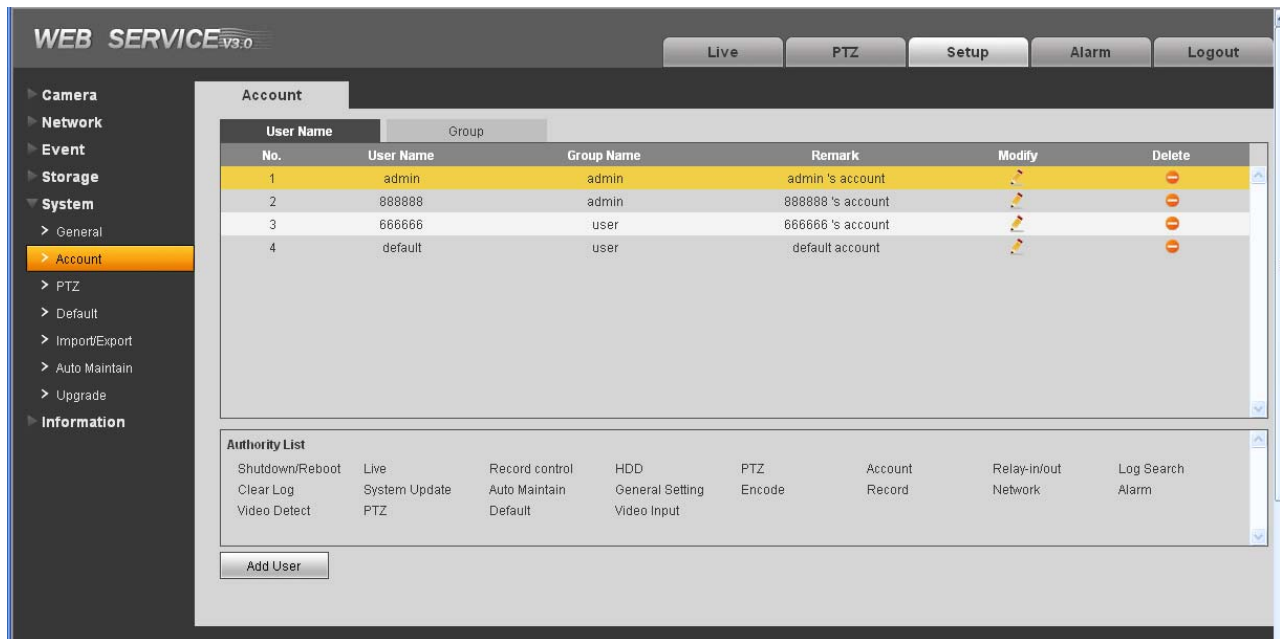 WEB SERVICE V3.0
Live PTZ Setup Alarm Logout
Camera
Network
Event
Storage
System
> General
> Account
> PTZ
> Default
> Import/Export
> Auto Maintain
> Upgrade
Information
Account
User Name Group
No. User Name Group Name Remark Modify Delete
1 admin admin admin 's account
2 888888 admin 888888 's account
3 666666 user 666666 's account
4 default user default account
Authority List
Shutdown/Reboot Live Record control HDD PTZ Account Relay-in/out Log Search
Clear Log System Update Auto Maintain General Setting Encode Record Network Alarm
Video Detect PTZ Default Video Input
Add User